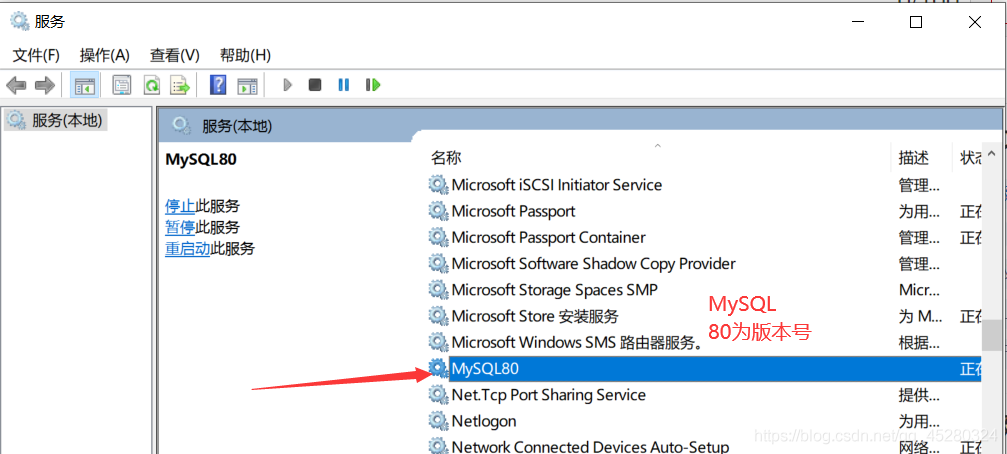 服务
文件(F) 操作(A) 查看(V) 帮助(H)
服务(本地)
服务(本地)
MySQL80
停止此服务
暂停此服务
重启动此服务
名称 描述
Microsoft iSCSI Initiator Service 管理...
Microsoft Passport 为用... 正在
Microsoft Passport Container 管理... 正在
Microsoft Software Shadow Copy Provider 管理...
Microsoft Storage Spaces SMP Micr...
Microsoft Store 安装服务 为 M... 正在
Microsoft Windows SMS 路由器服务。 根据...
MySQL80 正在
Net.Tcp Port Sharing Service 提供...
Netlogon 为用...
Network Connected Devices Auto-Setup 网络... 正在
MySQL
80为版本号
https://blog.csdn.net/qq_45280324